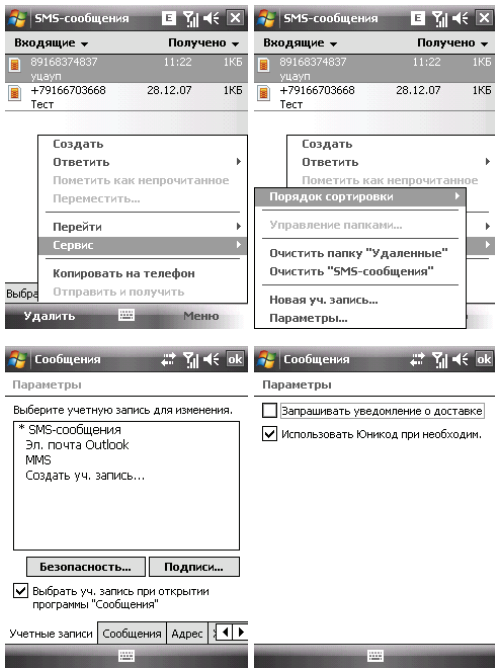 SMS-сообщения E
Входящие Получено
89168374837 11:22 1КБ
уцауп
+79166703668 28.12.07 1КБ
Тест
Создать
Ответить
Пометить как непрочитанное
Переместить...
Перейти
Сервис
Копировать на телефон
Отправить и получить
Выбра
Удалить Меню
SMS-сообщения E
Входящие Получено
89168374837 11:22 1КБ
уцауп
+79166703668 28.12.07 1КБ
Тест
Создать
Ответить
Пометить как непрочитанное
Порядок сортировки
Управление папками...
Очистить папку "Удаленные"
Очистить "SMS-сообщения"
Новая уч. запись...
Параметры...
Сообщения ok
Параметры
Выберите учетную запись для изменения.
* SMS-сообщения
Эл. почта Outlook
MMS
Создать уч. запись...
Безопасность... Подписи...
Выбрать уч. запись при открытии
программы "Сообщения"
Учетные записи Сообщения Адрес
Сообщения ok
Параметры
Запрашивать уведомление о доставке
Использовать Юникод при необходим.